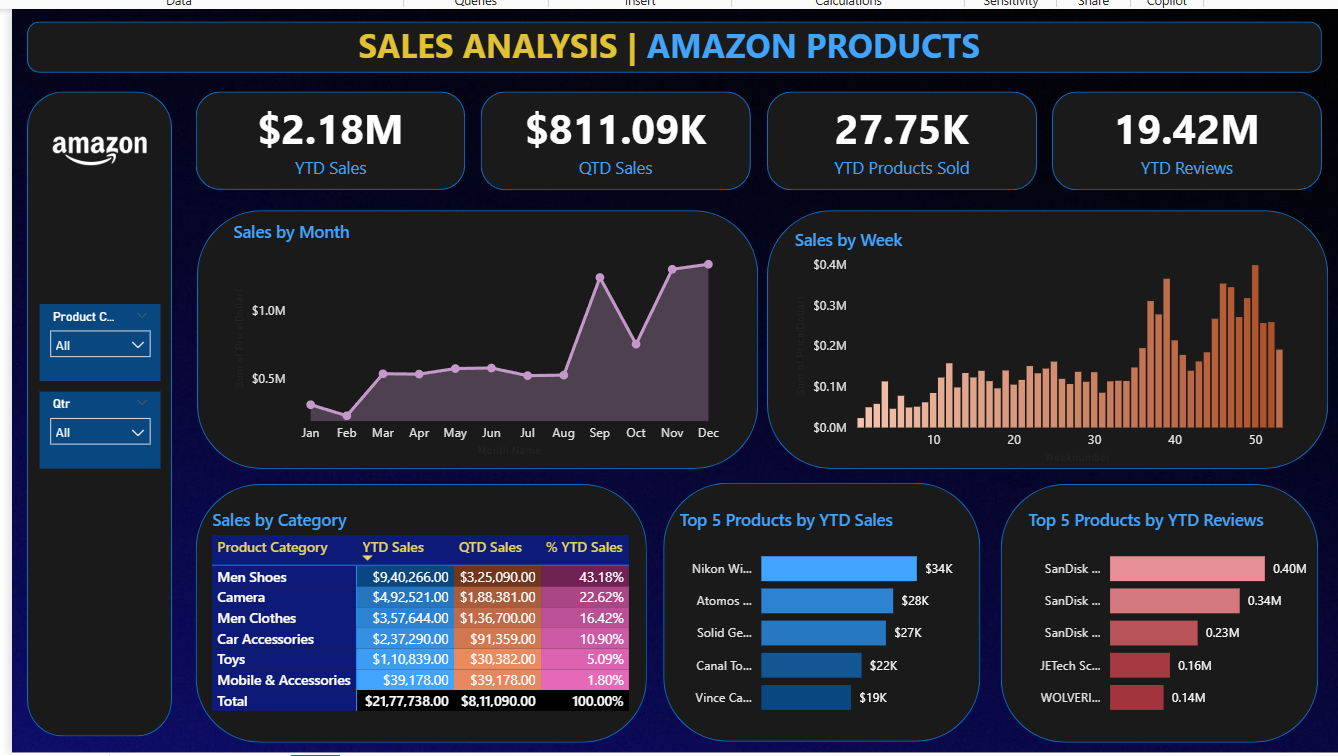 Data Queries Insert Calculations Sensitivity Share Copilot
SALES ANALYSIS | AMAZON PRODUCTS
amazon
$2.18M
YTD Sales
$811.09K
QTD Sales
27.75K
YTD Products Sold
19.42M
YTD Reviews
Product C...
All
Qtr
All
Sales by Month
$1.0M
$0.5M
Jan Feb Mar Apr May Jun Jul Aug Sep Oct Nov Dec
Month Name
Sales by Week
$0.4M
$0.3M
$0.2M
$0.1M
$0.0M
10 20 30 40 50
Weeknumber
Sales by Category
Product Category YTD Sales QTD Sales % YTD Sales
Men Shoes $9,40,266.00 $3,25,090.00 43.18%
Camera $4,92,521.00 $1,88,381.00 22.62%
Men Clothes $3,57,644.00 $1,36,700.00 16.42%
Car Accessories $2,37,290.00 $91,359.00 10.90%
Toys $1,10,839.00 $30,382.00 5.09%
Mobile & Accessories $39,178.00 $39,178.00 1.80%
Total $21,77,738.00 $8,11,090.00 100.00%
Top 5 Products by YTD Sales
Nikon Wi... $34K
Atomos ... $28K
Solid Ge... $27K
Canal To... $22K
Vince Ca... $19K
Top 5 Products by YTD Reviews
SanDisk ... 0.40M
SanDisk ... 0.34M
SanDisk ... 0.23M
JETech Sc... 0.16M
WOLVERI... 0.14M